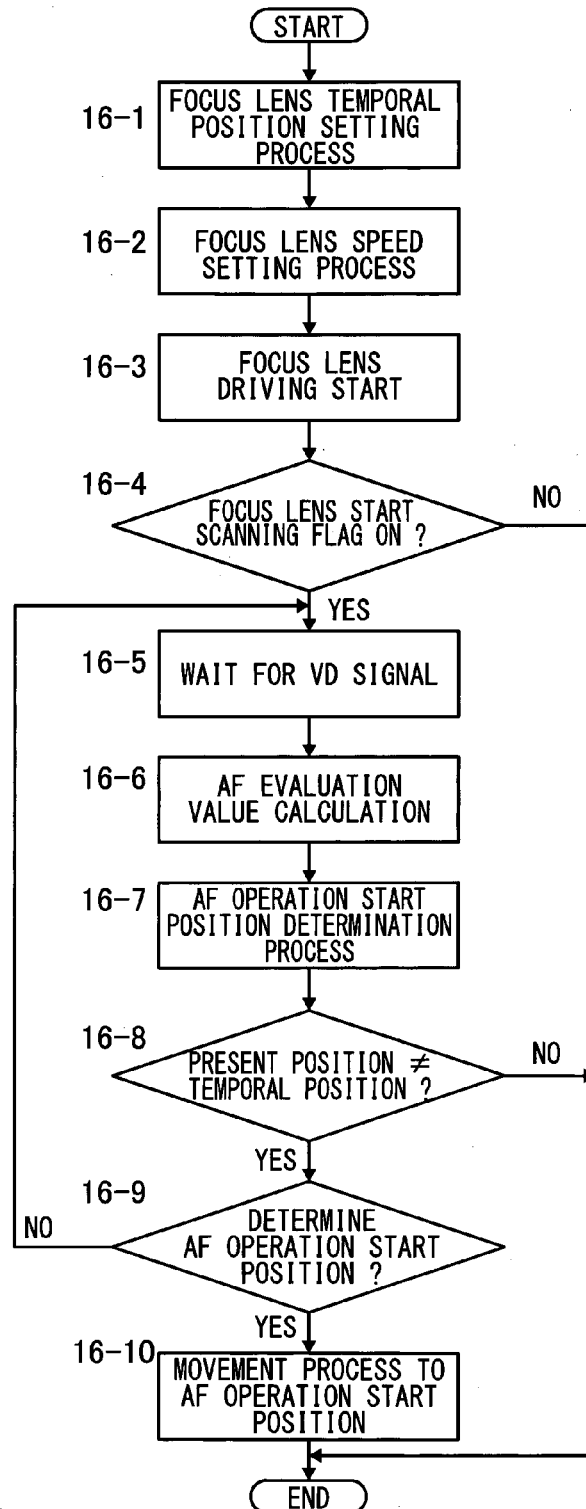 START
16-1
FOCUS LENS TEMPORAL
POSITION SETTING
PROCESS
16-2
FOCUS LENS SPEED
SETTING PROCESS
16-3
FOCUS LENS
DRIVING START
16-4
FOCUS LENS START
SCANNING FLAG ON ?
NO
YES
16-5
WAIT FOR VD SIGNAL
16-6
AF EVALUATION
VALUE CALCULATION
16-7
AF OPERATION START
POSITION DETERMINATION
PROCESS
16-8
PRESENT POSITION ≠
TEMPORAL POSITION ?
NO
YES
16-9
NO
DETERMINE
AF OPERATION START
POSITION ?
YES
16-10
MOVEMENT PROCESS TO
AF OPERATION START
POSITION
END